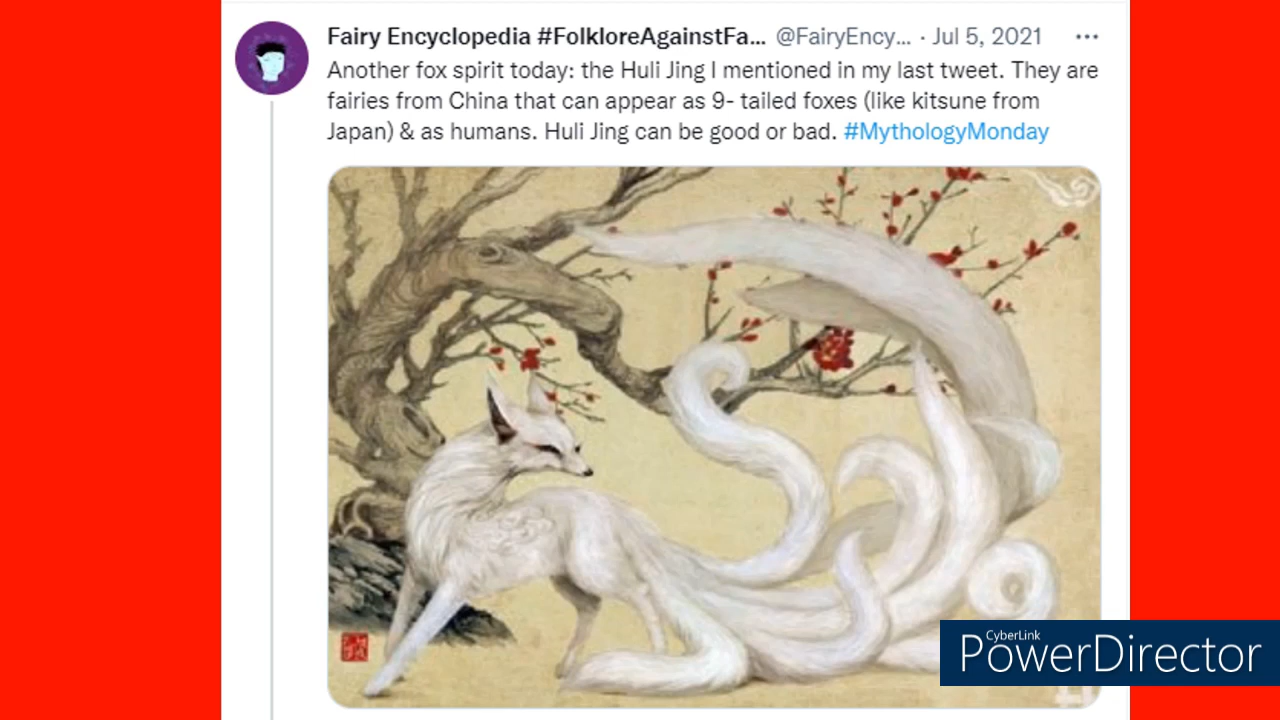 Fairy Encyclopedia #FolkloreAgainstFa... @FairyEncy... · Jul 5, 2021 ···
Another fox spirit today: the Huli Jing I mentioned in my last tweet. They are
fairies from China that can appear as 9- tailed foxes (like kitsune from
Japan) & as humans. Huli Jing can be good or bad. #MythologyMonday
CyberLink
PowerDirector